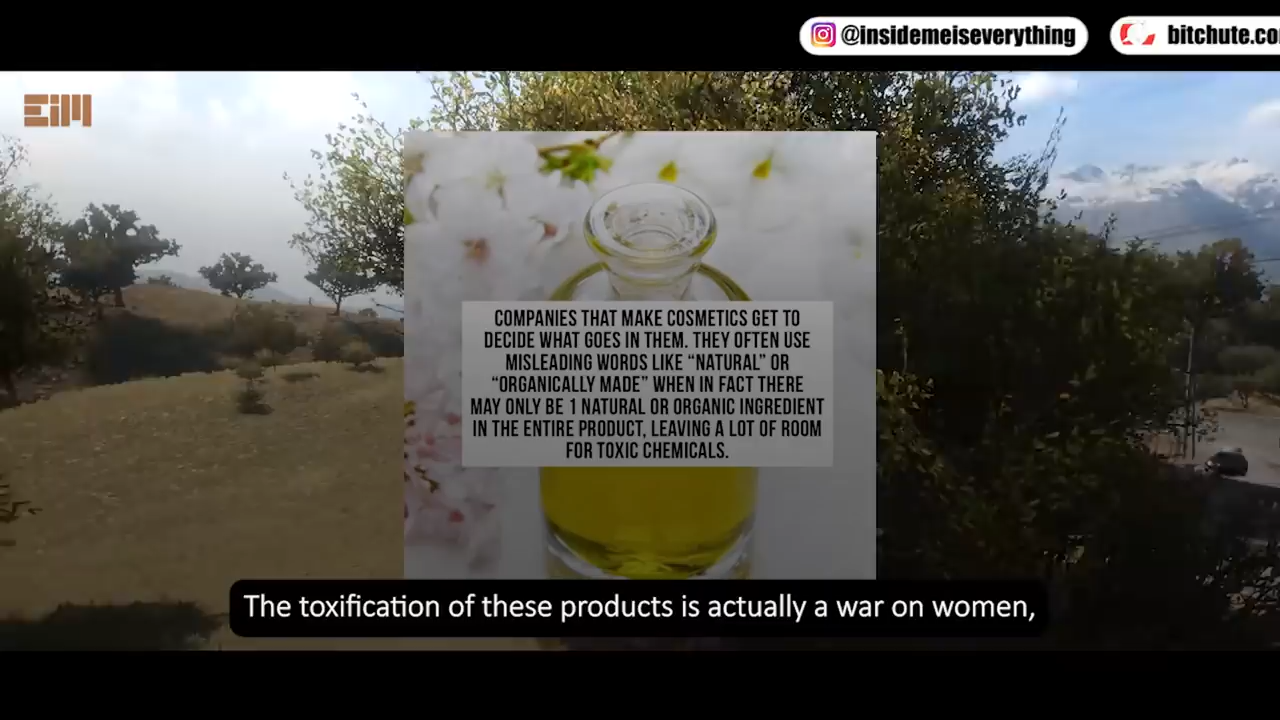 @insidemeiseverything
bitchute.co
EiM
COMPANIES THAT MAKE COSMETICS GET TO
DECIDE WHAT GOES IN THEM. THEY OFTEN USE
MISLEADING WORDS LIKE “NATURAL” OR
“ORGANICALLY MADE” WHEN IN FACT THERE
MAY ONLY BE 1 NATURAL OR ORGANIC INGREDIENT
IN THE ENTIRE PRODUCT, LEAVING A LOT OF ROOM
FOR TOXIC CHEMICALS.
The toxification of these products is actually a war on women,